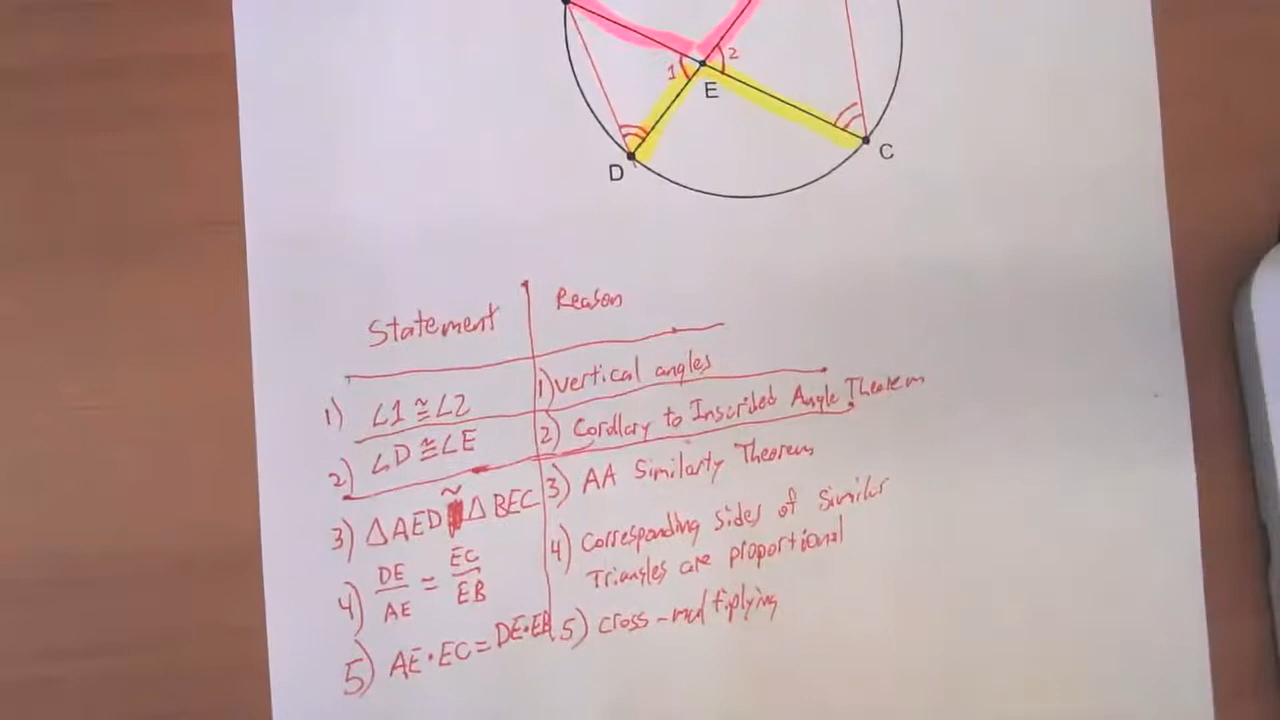 1
2
E
D
C
Statement
Reason
1) ∠1 ≅ ∠2
1) vertical angles
2) ∠D ≅ ∠E
2) Corollary to Inscribed Angle Theorem
3) △AED ~ △BEC
3) AA Similarty Theorem
4) DE/AE = EC/EB
4) Corresponding sides of similar
Triangles are proportional
5) AE·EC = DE·EB
5) cross-multiplying